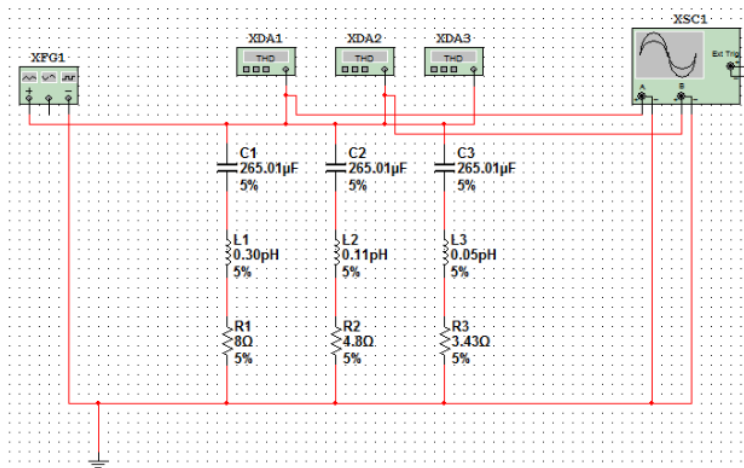 XFG1
XDA1
XDA2
XDA3
XSC1
THD
THD
THD
Ext Trig
A
B
C1
265.01µF
5%
C2
265.01µF
5%
C3
265.01µF
5%
L1
0.30pH
5%
L2
0.11pH
5%
L3
0.05pH
5%
R1
8Ω
5%
R2
4.8Ω
5%
R3
3.43Ω
5%